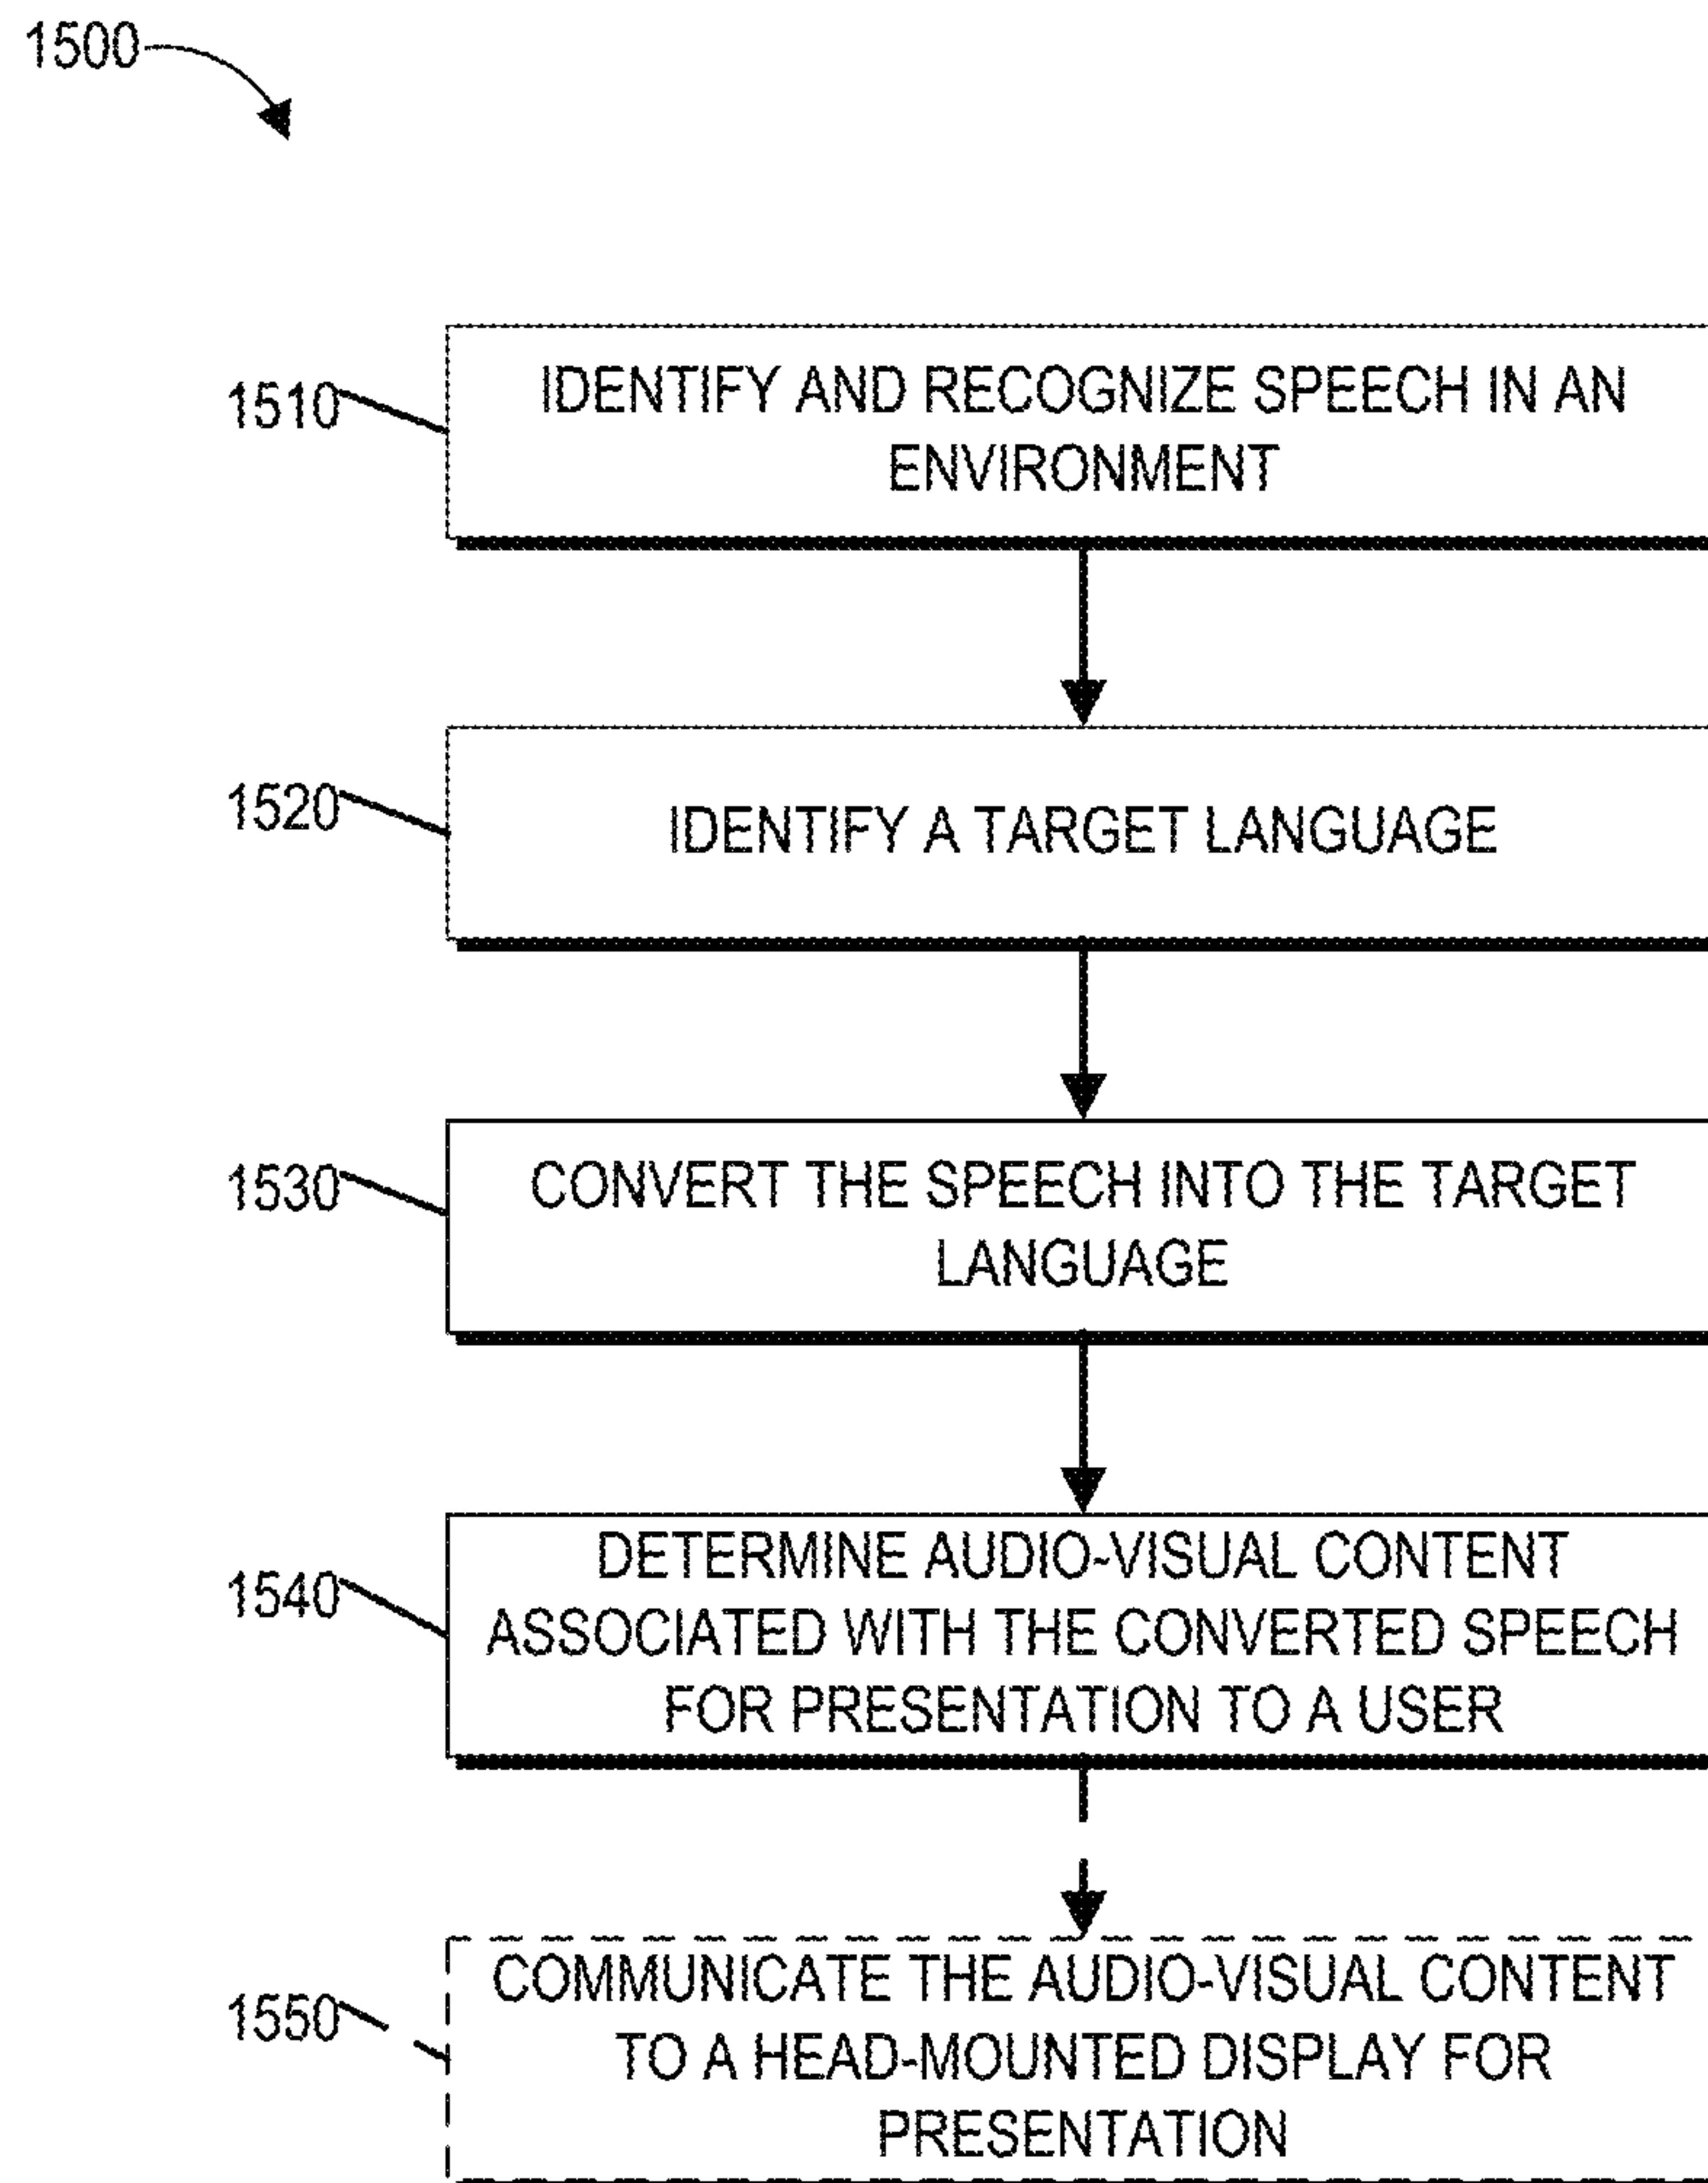 1500
1510
IDENTIFY AND RECOGNIZE SPEECH IN AN
ENVIRONMENT
1520
IDENTIFY A TARGET LANGUAGE
1530
CONVERT THE SPEECH INTO THE TARGET
LANGUAGE
1540
DETERMINE AUDIO-VISUAL CONTENT
ASSOCIATED WITH THE CONVERTED SPEECH
FOR PRESENTATION TO A USER
1550
COMMUNICATE THE AUDIO-VISUAL CONTENT
TO A HEAD-MOUNTED DISPLAY FOR
PRESENTATION